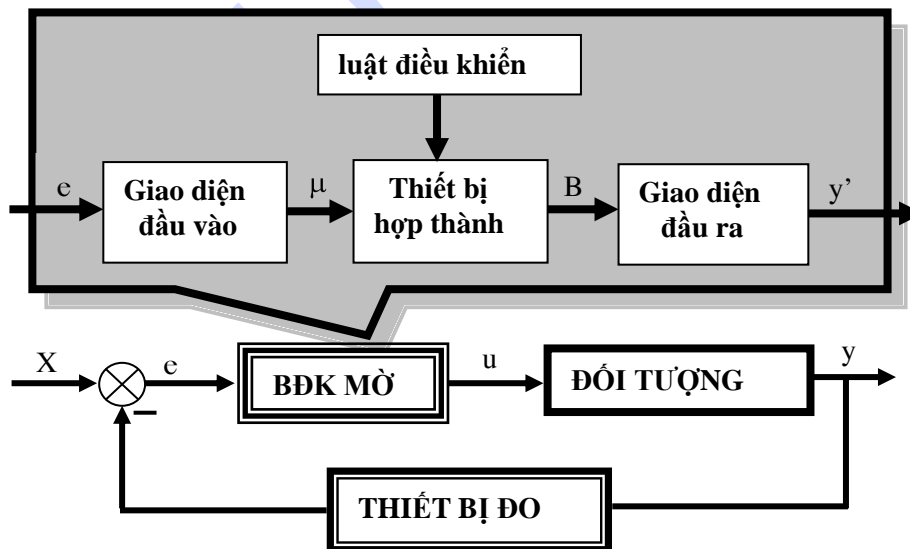 luật điều khiển
e
Giao diện
đầu vào
μ
Thiết bị
hợp thành
B
Giao diện
đầu ra
y’
X
e
BĐK MỜ
u
ĐỐI TƯỢNG
y
THIẾT BỊ ĐO